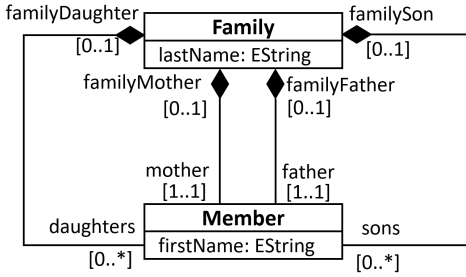 familyDaughter
Family
familySon
[0..1]
lastName: EString
[0..1]
familyMother
familyFather
[0..1]
[0..1]
mother
father
[1..1]
[1..1]
daughters
Member
sons
firstName: EString
[0..*]
[0..*]